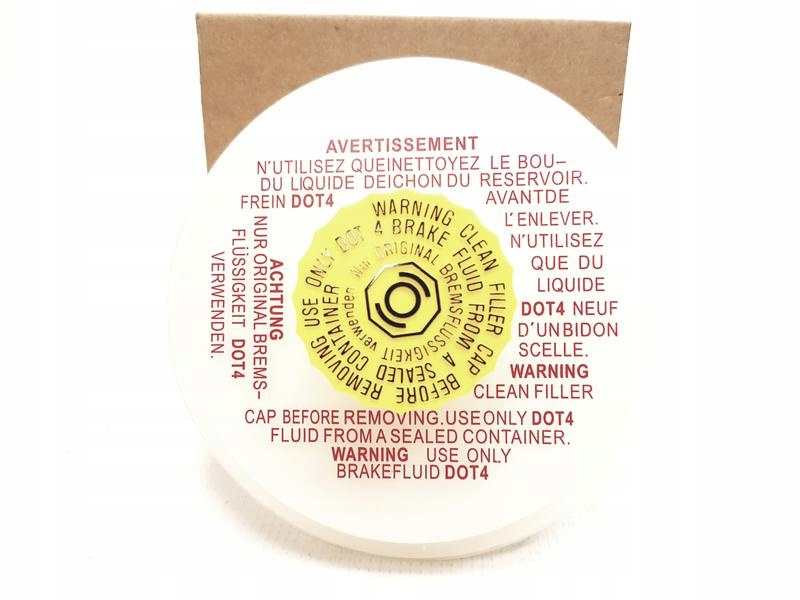 AVERTISSEMENT
N'UTILISEZ QUEINETTOYEZ LE BOU–
DU LIQUIDE DEICHON DU RESERVOIR.
FREIN DOT4 AVANTDE
L'ENLEVER.
N'UTILISEZ
QUE DU
LIQUIDE
DOT4 NEUF
D'UNBIDON
SCELLE.
WARNING
CLEAN FILLER
CAP BEFORE REMOVING.USEONLY DOT4
FLUID FROM A SEALED CONTAINER.
WARNING USE ONLY
BRAKEFLUID DOT4
ACHTUNG
NUR ORIGINAL BREMS–
FLÜSSIGKEIT DOT4
VERWENDEN.
WARNING CLEAN FILLER CAP BEFORE REMOVING USE ONLY DOT
4 BRAKE FLUID FROM A SEALED CONTAINER
Nur ORIGINAL BREMSFLUSSIGKEIT verwenden